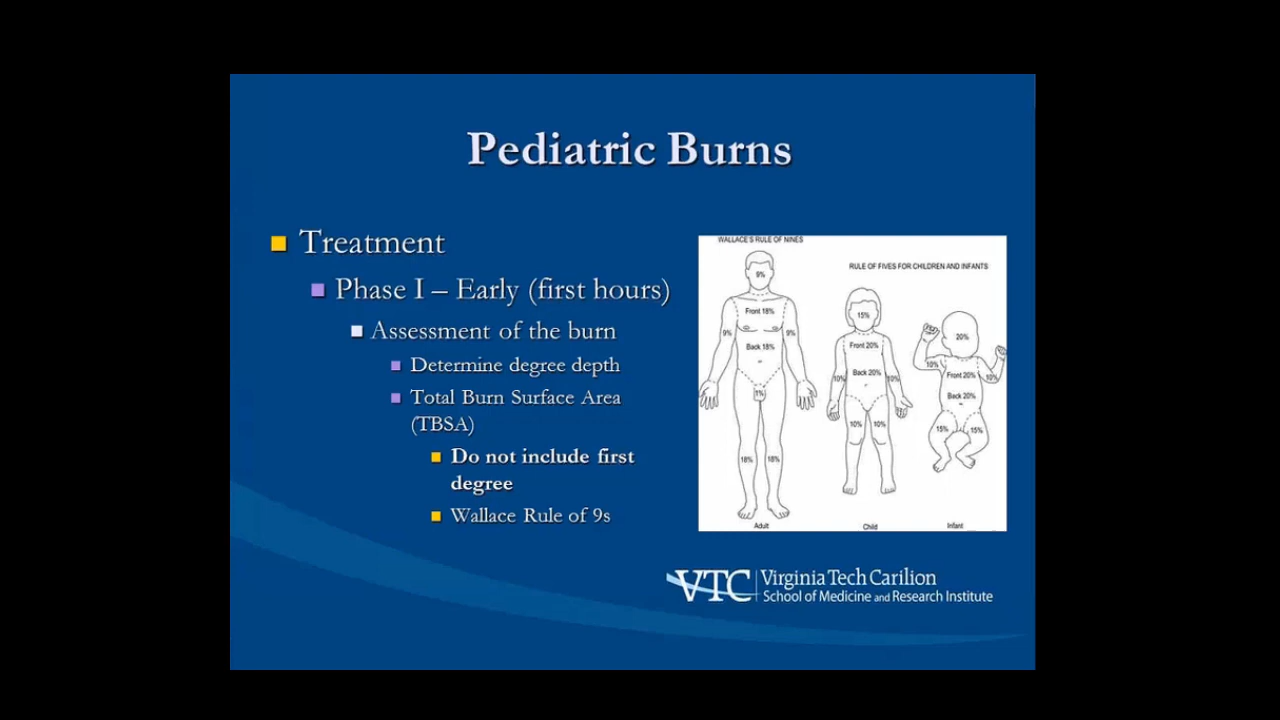 Pediatric Burns
Treatment
Phase I – Early (first hours)
Assessment of the burn
Determine degree depth
Total Burn Surface Area
(TBSA)
Do not include first
degree
Wallace Rule of 9s
WALLACE'S RULE OF NINES
RULE OF FIVES FOR CHILDREN AND INFANTS
9%
Front 18%
9%
9%
Back 18%
1%
18%
18%
Adult
15%
Front 20%
Back 20%
10%
10%
10%
10%
Child
20%
10%
10%
Front 20%
Back 20%
15%
15%
Infant
VTC
Virginia Tech Carilion
School of Medicine and Research Institute